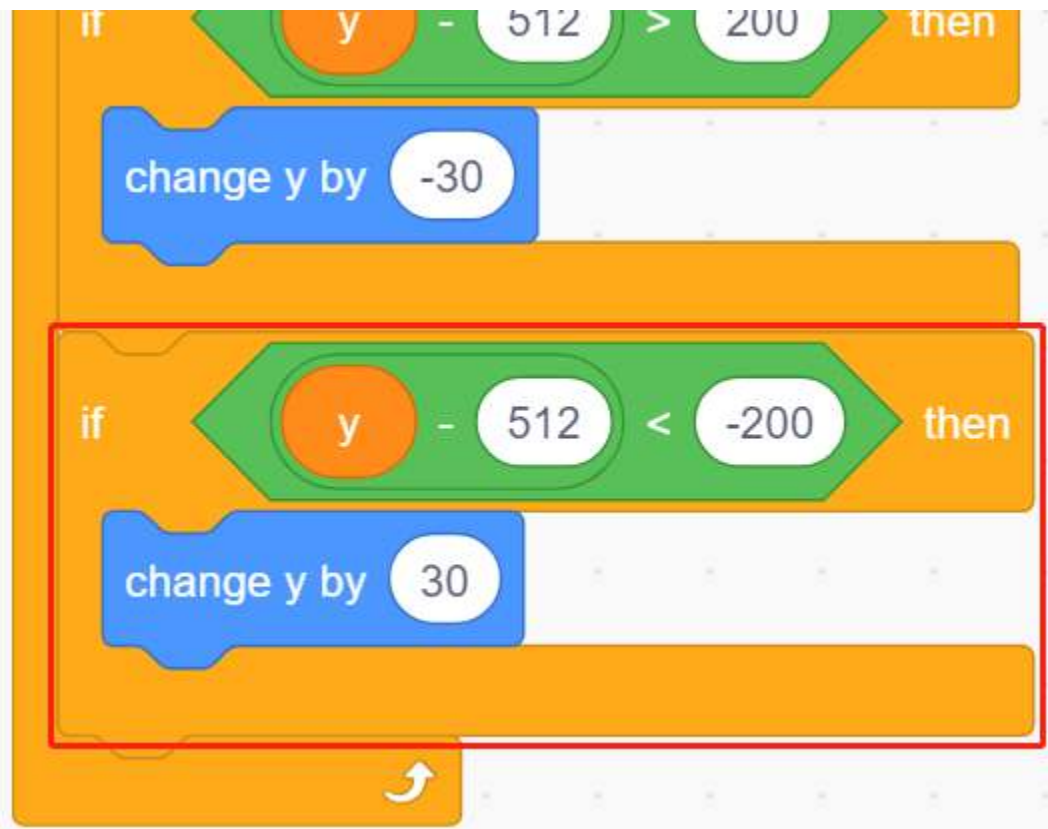 if y - 512 > 200 then
change y by -30
if y - 512 < -200 then
change y by 30